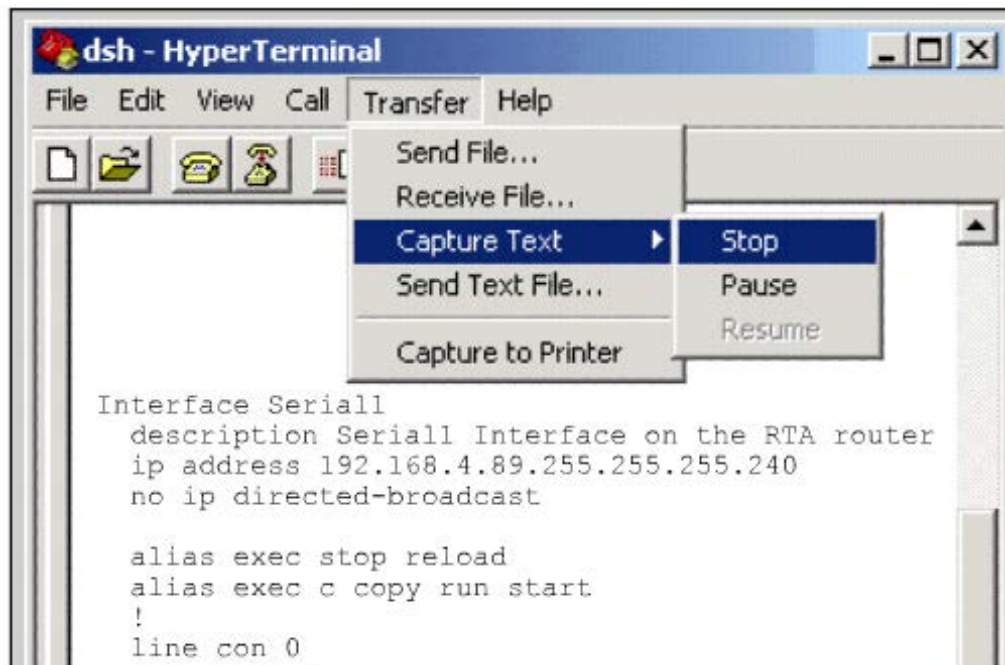 dsh - HyperTerminal
File Edit View Call Transfer Help
Send File...
Receive File...
Capture Text
Stop
Send Text File...
Pause
Resume
Capture to Printer
Interface Serial1
description Serial1 Interface on the RTA router
ip address 192.168.4.89.255.255.255.240
no ip directed-broadcast
alias exec stop reload
alias exec c copy run start
!
line con 0